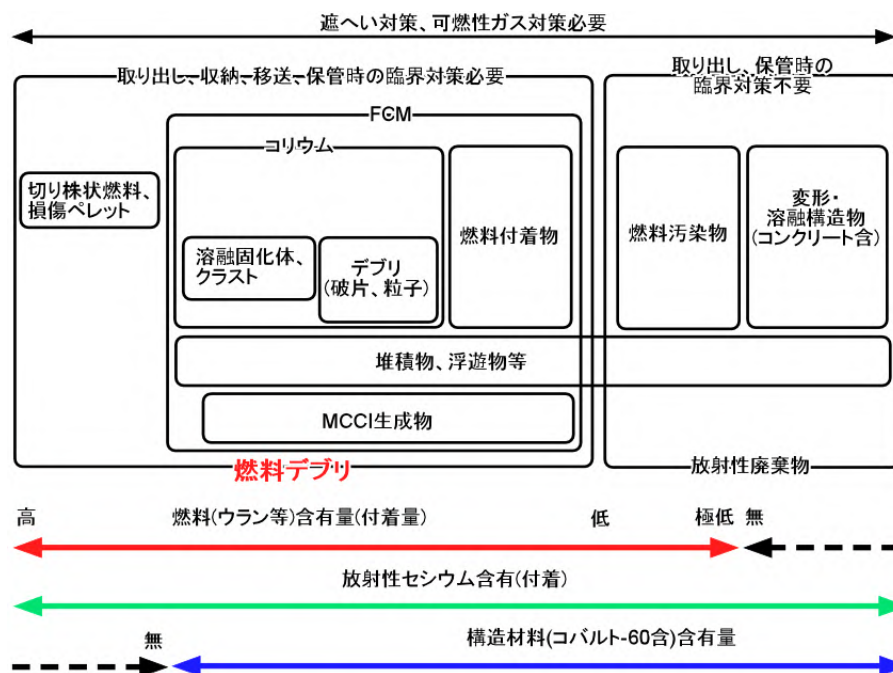 遮へい対策、可燃性ガス対策必要
取り出し、収納、移送、保管時の臨界対策必要
取り出し、保管時の
臨界対策不要
FCM
コリウム
切り株状燃料、
損傷ペレット
溶融固化体、
クラスト
デブリ
(破片、粒子)
燃料付着物
燃料汚染物
変形・
溶融構造物
(コンクリート含)
堆積物、浮遊物等
MCCI生成物
燃料デブリ
放射性廃棄物
高
燃料(ウラン等)含有量(付着量)
低
極低
無
放射性セシウム含有(付着)
無
構造材料(コバルト-60含)含有量